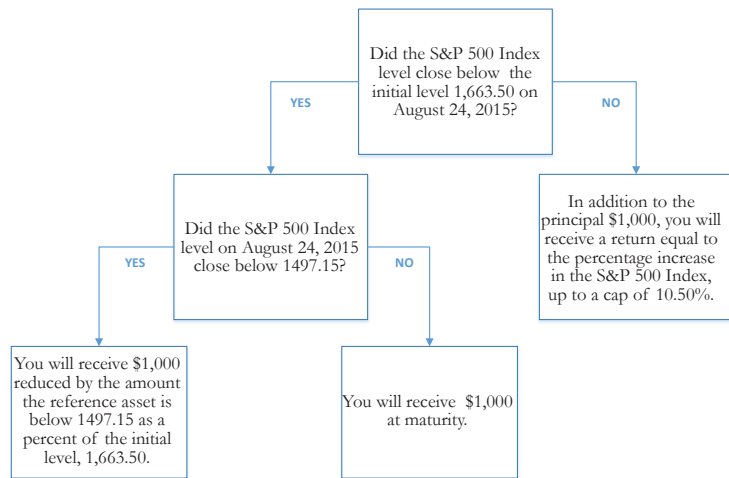 Did the S&P 500 Index
level close below the
initial level 1,663.50 on
August 24, 2015?
YES
NO
Did the S&P 500 Index
level on August 24, 2015
close below 1497.15?
In addition to the
principal $1,000, you will
receive a return equal to
the percentage increase
in the S&P 500 Index,
up to a cap of 10.50%.
YES
NO
You will receive $1,000
reduced by the amount
the reference asset is
below 1497.15 as a
percent of the initial
level, 1,663.50.
You will receive $1,000
at maturity.